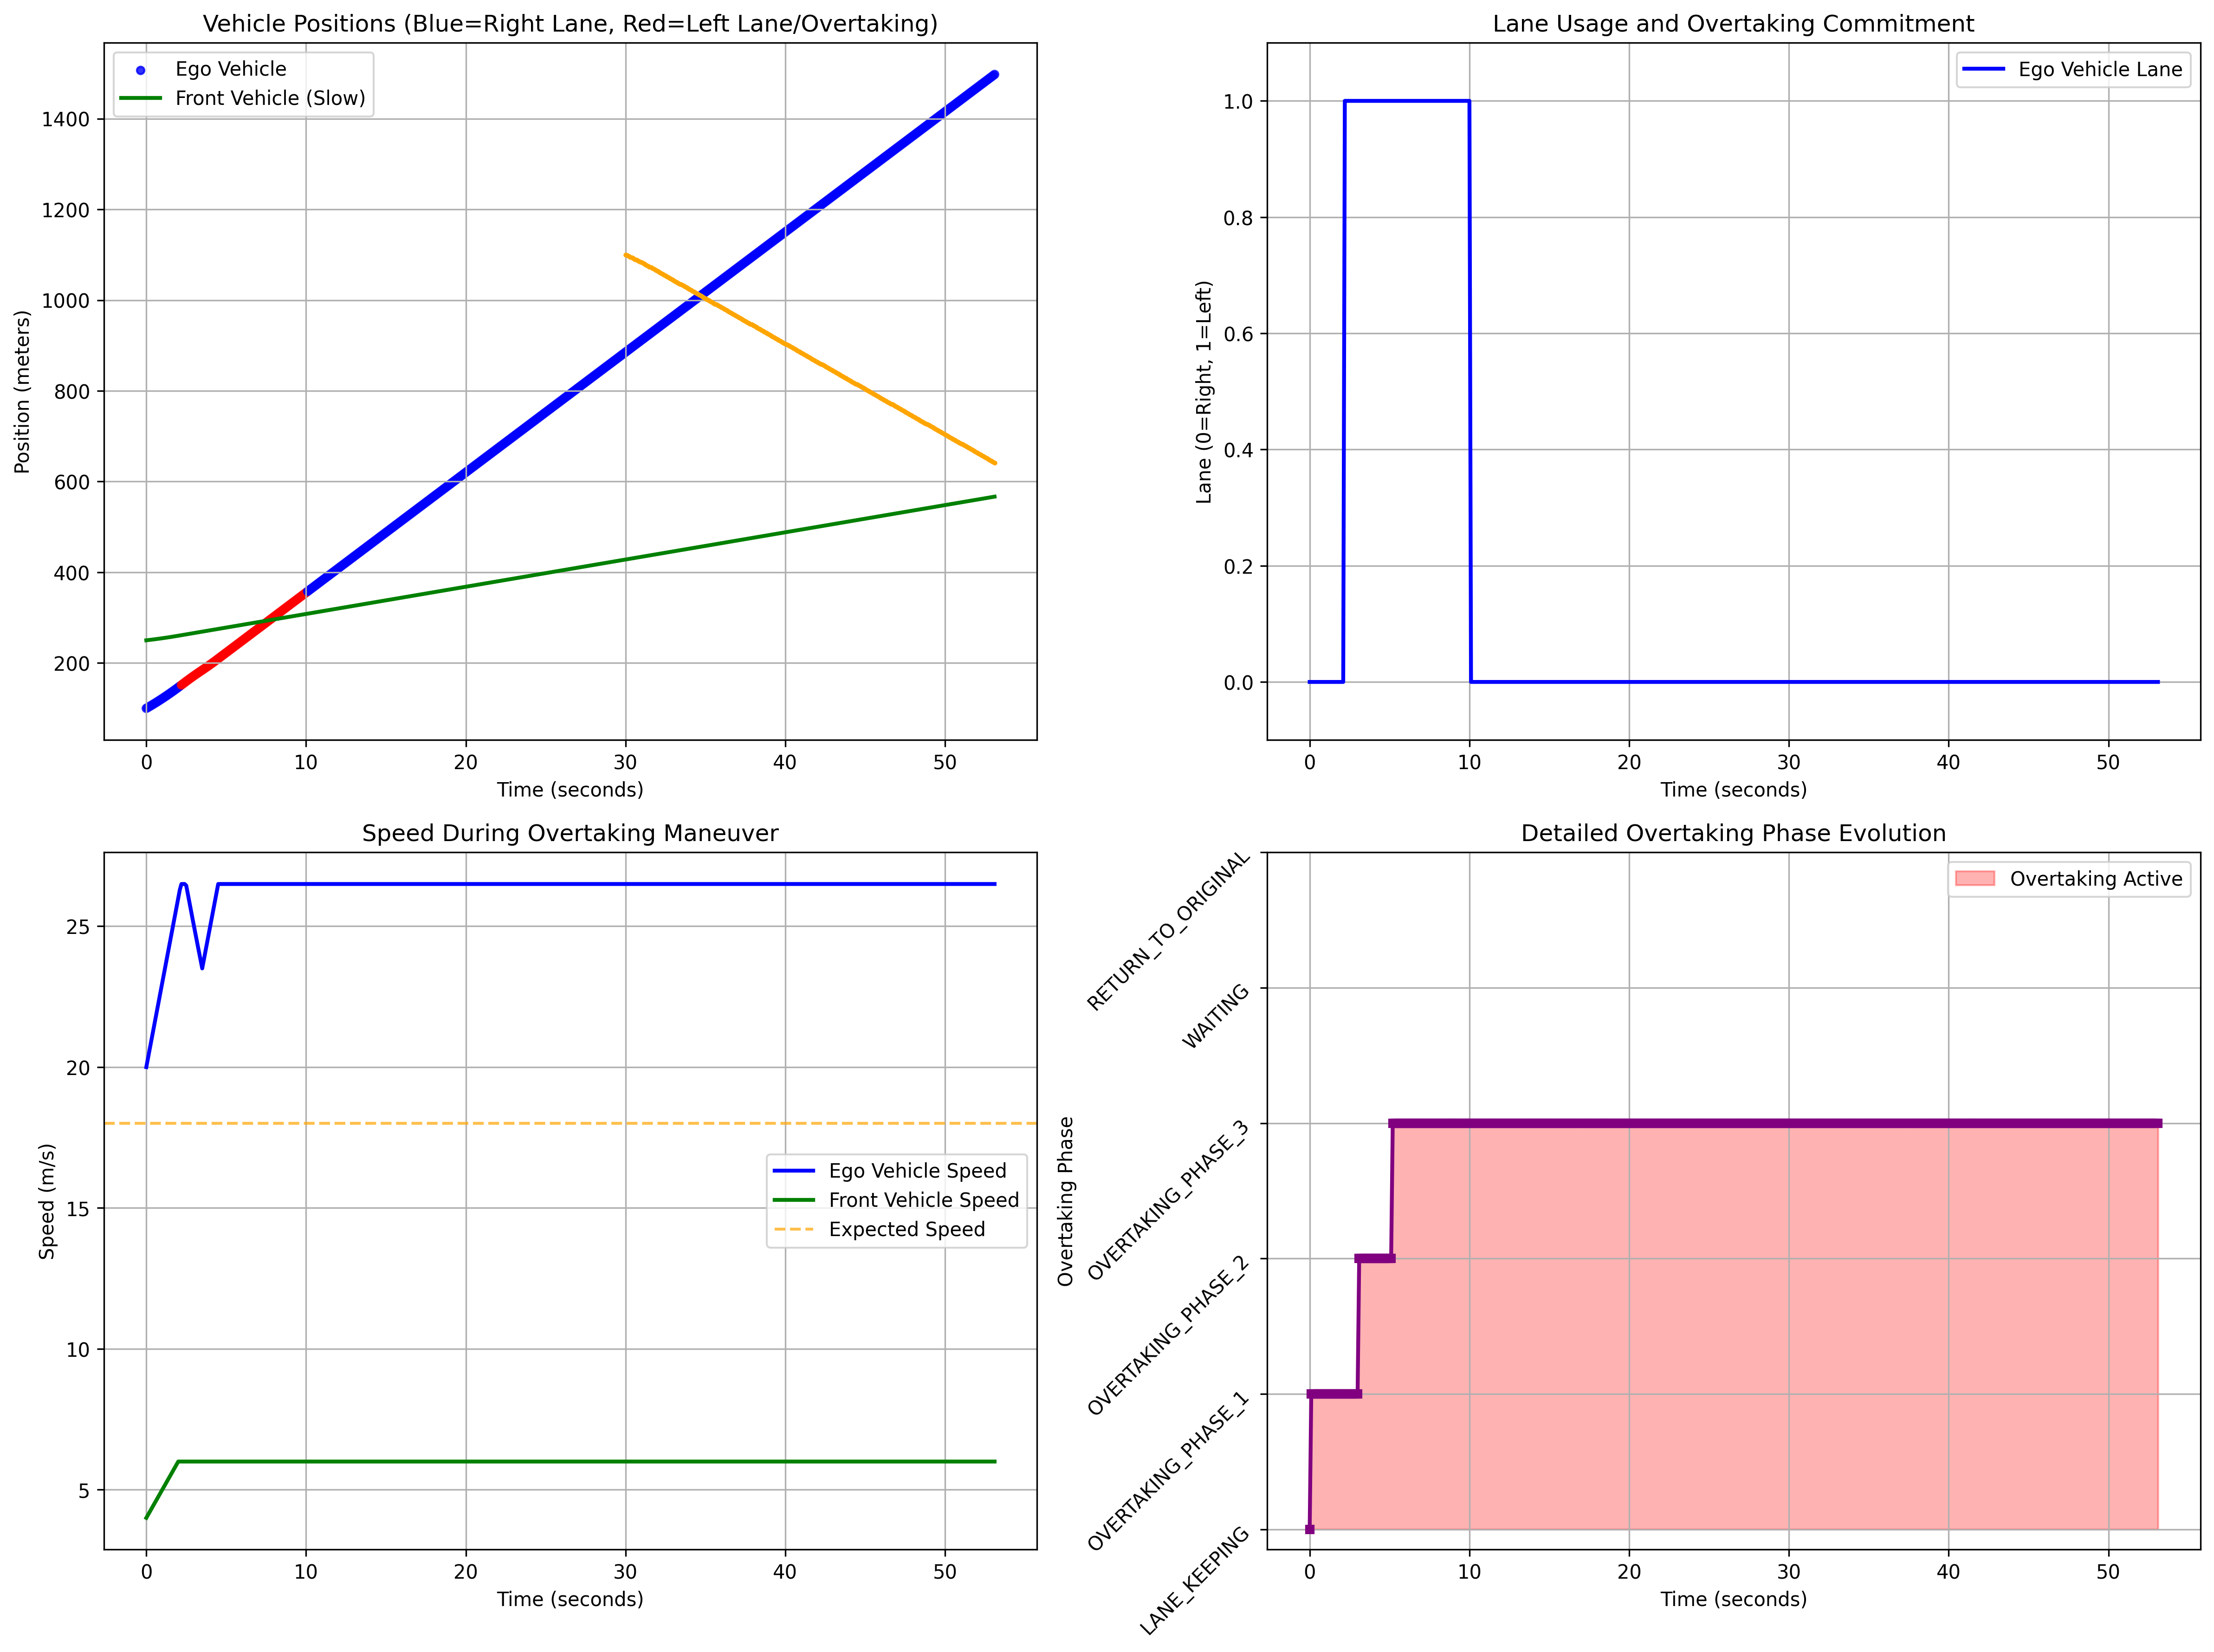 Vehicle Positions (Blue=Right Lane, Red=Left Lane/Overtaking)
Ego Vehicle
Front Vehicle (Slow)
Position (meters)
1400
1200
1000
800
600
400
200
0
10
20
30
40
50
Time (seconds)
Lane Usage and Overtaking Commitment
Ego Vehicle Lane
Lane (0=Right, 1=Left)
1.0
0.8
0.6
0.4
0.2
0.0
0
10
20
30
40
50
Time (seconds)
Speed During Overtaking Maneuver
Speed (m/s)
25
20
15
10
5
Ego Vehicle Speed
Front Vehicle Speed
Expected Speed
0
10
20
30
40
50
Time (seconds)
Detailed Overtaking Phase Evolution
Overtaking Active
Overtaking Phase
RETURN_TO_ORIGINAL
WAITING
OVERTAKING_PHASE_3
OVERTAKING_PHASE_2
OVERTAKING_PHASE_1
LANE_KEEPING
0
10
20
30
40
50
Time (seconds)